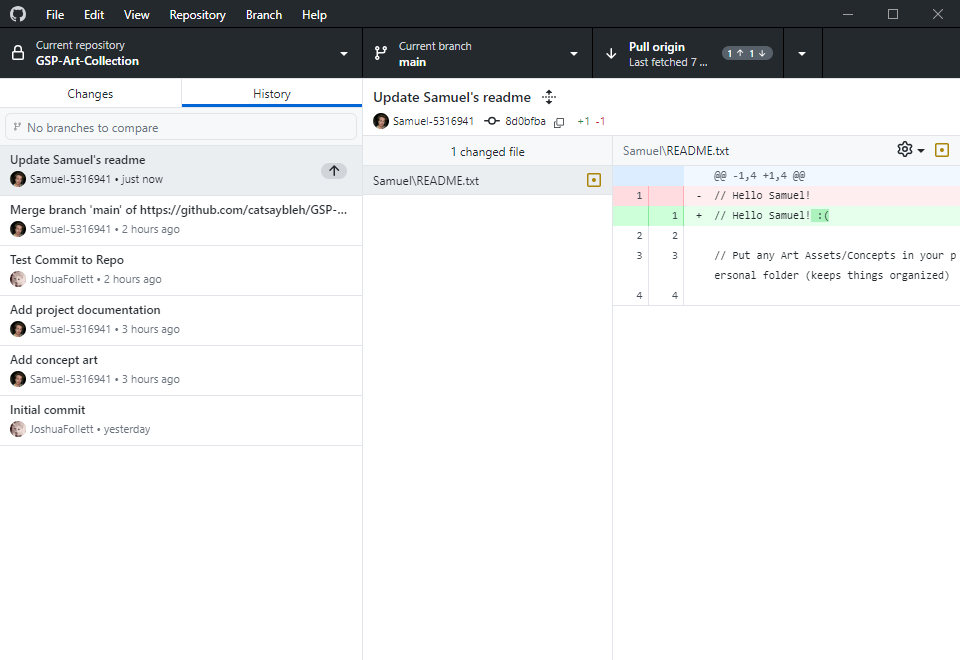 File Edit View Repository Branch Help
Current repository
GSP-Art-Collection
Current branch
main
Pull origin
Last fetched 7 ...
1 1
Changes History
No branches to compare
Update Samuel's readme
Samuel-5316941 • just now
Merge branch 'main' of https://github.com/catsaybleh/GSP-...
Samuel-5316941 • 2 hours ago
Test Commit to Repo
JoshuaFollett • 2 hours ago
Add project documentation
Samuel-5316941 • 3 hours ago
Add concept art
Samuel-5316941 • 3 hours ago
Initial commit
JoshuaFollett • yesterday
Update Samuel's readme
Samuel-5316941 8d0bfba +1 -1
1 changed file
Samuel\README.txt
Samuel\README.txt
@@ -1,4 +1,4 @@
1 - // Hello Samuel!
1 + // Hello Samuel! :(
2 2
3 3 // Put any Art Assets/Concepts in your p
ersonal folder (keeps things organized)
4 4